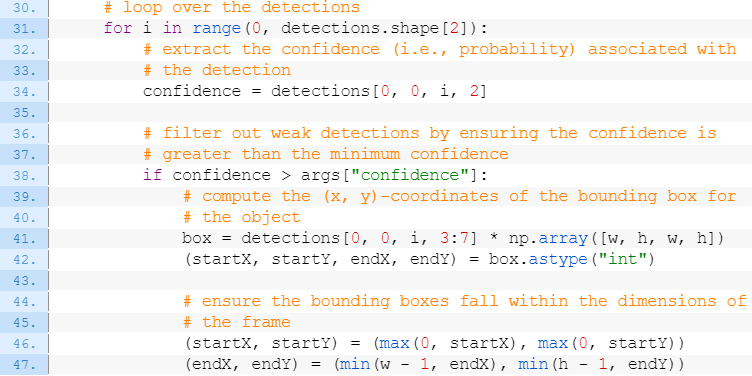 30. # loop over the detections
31. for i in range(0, detections.shape[2]):
32. # extract the confidence (i.e., probability) associated with
33. # the detection
34. confidence = detections[0, 0, i, 2]
35.
36. # filter out weak detections by ensuring the confidence is
37. # greater than the minimum confidence
38. if confidence > args["confidence"]:
39. # compute the (x, y)-coordinates of the bounding box for
40. # the object
41. box = detections[0, 0, i, 3:7] * np.array([w, h, w, h])
42. (startX, startY, endX, endY) = box.astype("int")
43.
44. # ensure the bounding boxes fall within the dimensions of
45. # the frame
46. (startX, startY) = (max(0, startX), max(0, startY))
47. (endX, endY) = (min(w - 1, endX), min(h - 1, endY))